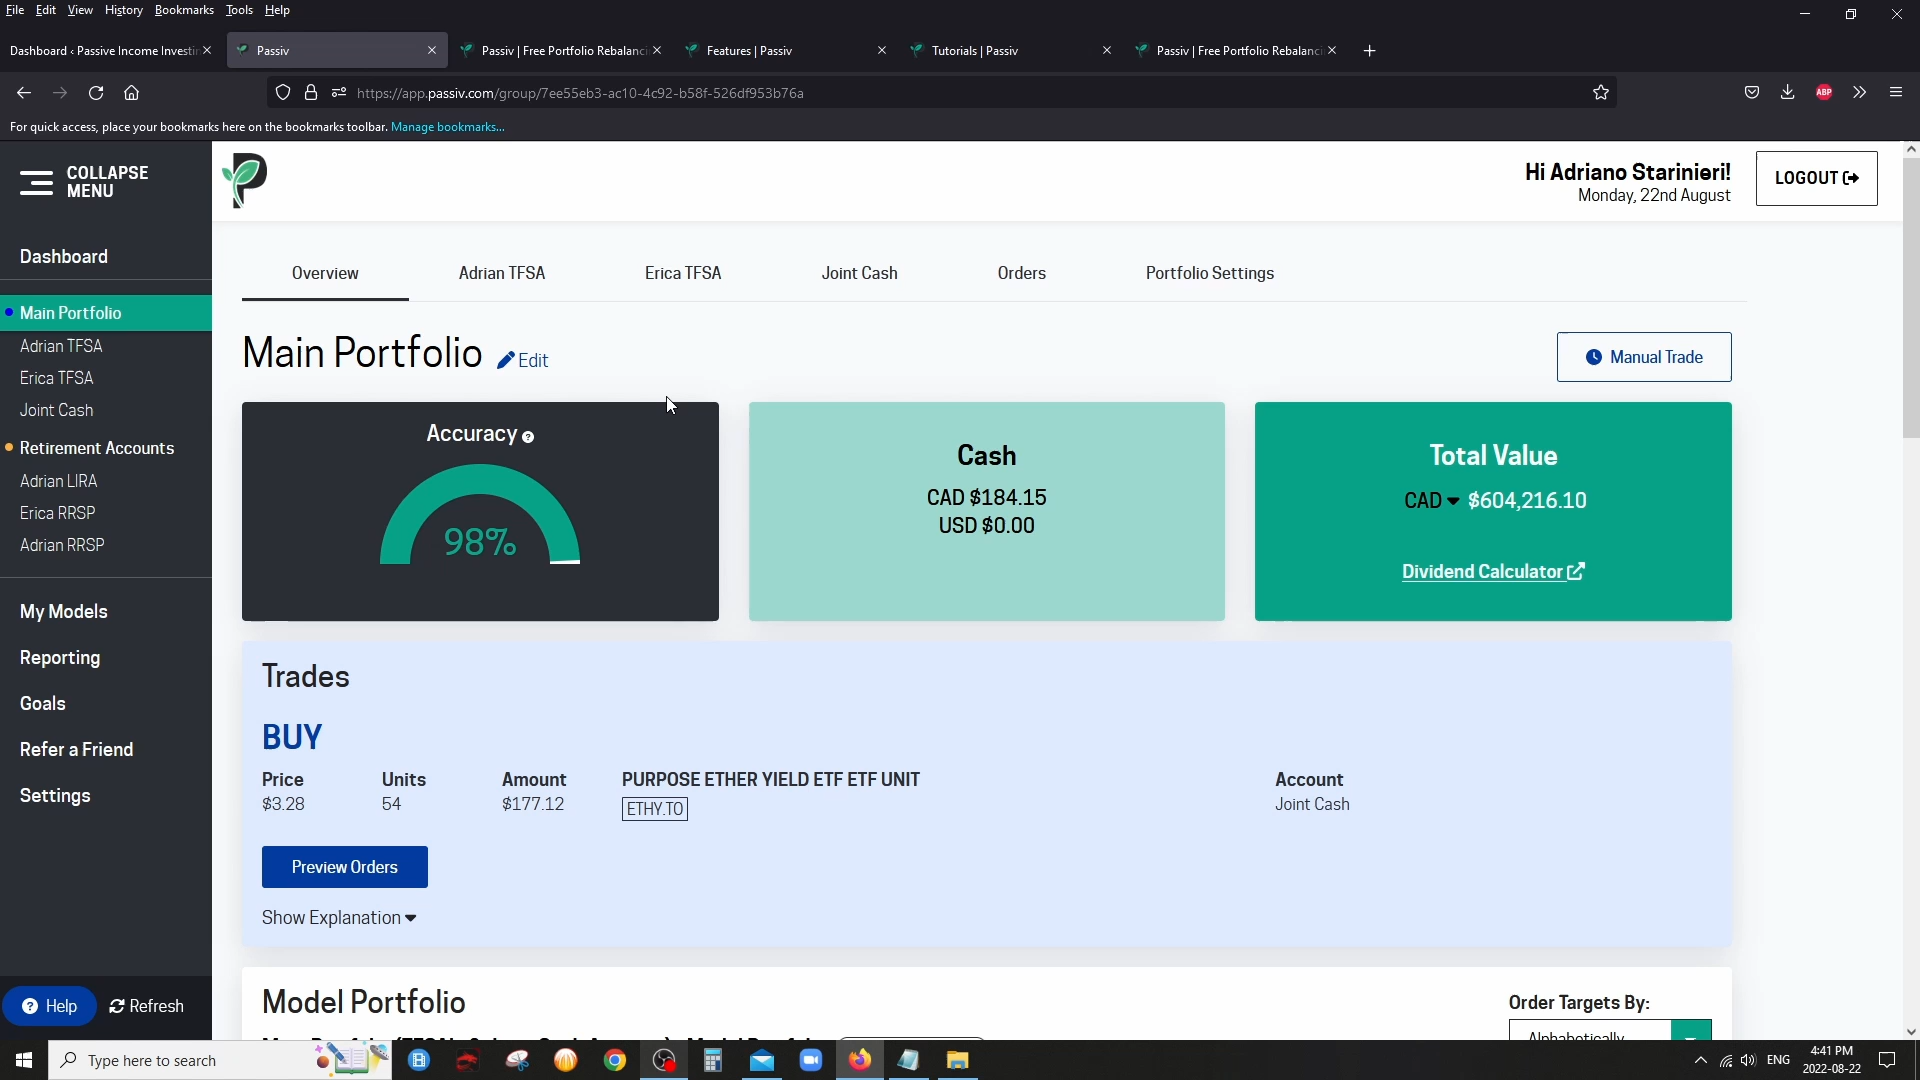 File Edit View History Bookmarks Tools Help
Dashboard ‹ Passive Income Investin
Passiv
Passiv | Free Portfolio Rebalanci
Features | Passiv
Tutorials | Passiv
Passiv | Free Portfolio Rebalancin
https://app.passiv.com/group/7ee55eb3-ac10-4c92-b58f-526df953b76a
ABP
For quick access, place your bookmarks here on the bookmarks toolbar. Manage bookmarks...
COLLAPSE
MENU
Dashboard
Main Portfolio
Adrian TFSA
Erica TFSA
Joint Cash
Retirement Accounts
Adrian LIRA
Erica RRSP
Adrian RRSP
My Models
Reporting
Goals
Refer a Friend
Settings
Help
Refresh
Hi Adriano Starinieri!
Monday, 22nd August
LOGOUT
Overview
Adrian TFSA
Erica TFSA
Joint Cash
Orders
Portfolio Settings
Main Portfolio Edit
Manual Trade
Accuracy
98%
Cash
CAD $184.15
USD $0.00
Total Value
CAD $604,216.10
Dividend Calculator
Trades
BUY
Price Units Amount PURPOSE ETHER YIELD ETF ETF UNIT Account
$3.28 54 $177.12 ETHY.TO Joint Cash
Preview Orders
Show Explanation
Model Portfolio
Order Targets By:
Alphabetically
Type here to search
ENG
4:41 PM
2022-08-22